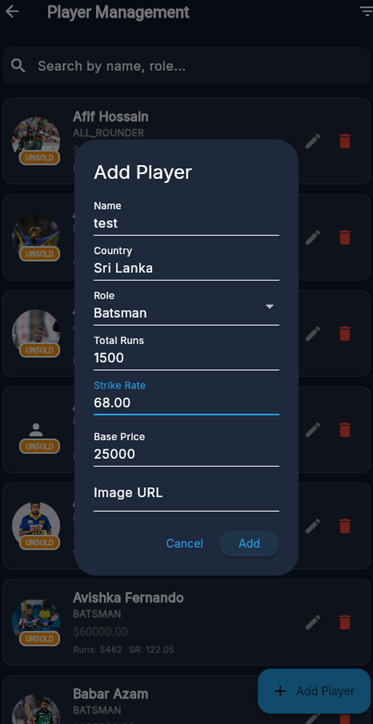 Player Management
Search by name, role...
Afif Hossain
ALL_ROUNDER
UNSOLD
UNSOLD
UNSOLD
UNSOLD
UNSOLD
Add Player
Name
test
Country
Sri Lanka
Role
Batsman
Total Runs
1500
Strike Rate
68.00
Base Price
25000
Image URL
Cancel
Add
Avishka Fernando
BATSMAN
$60000.00
Runs: 5462 SR: 122.05
UNSOLD
Babar Azam
BATSMAN
Add Player